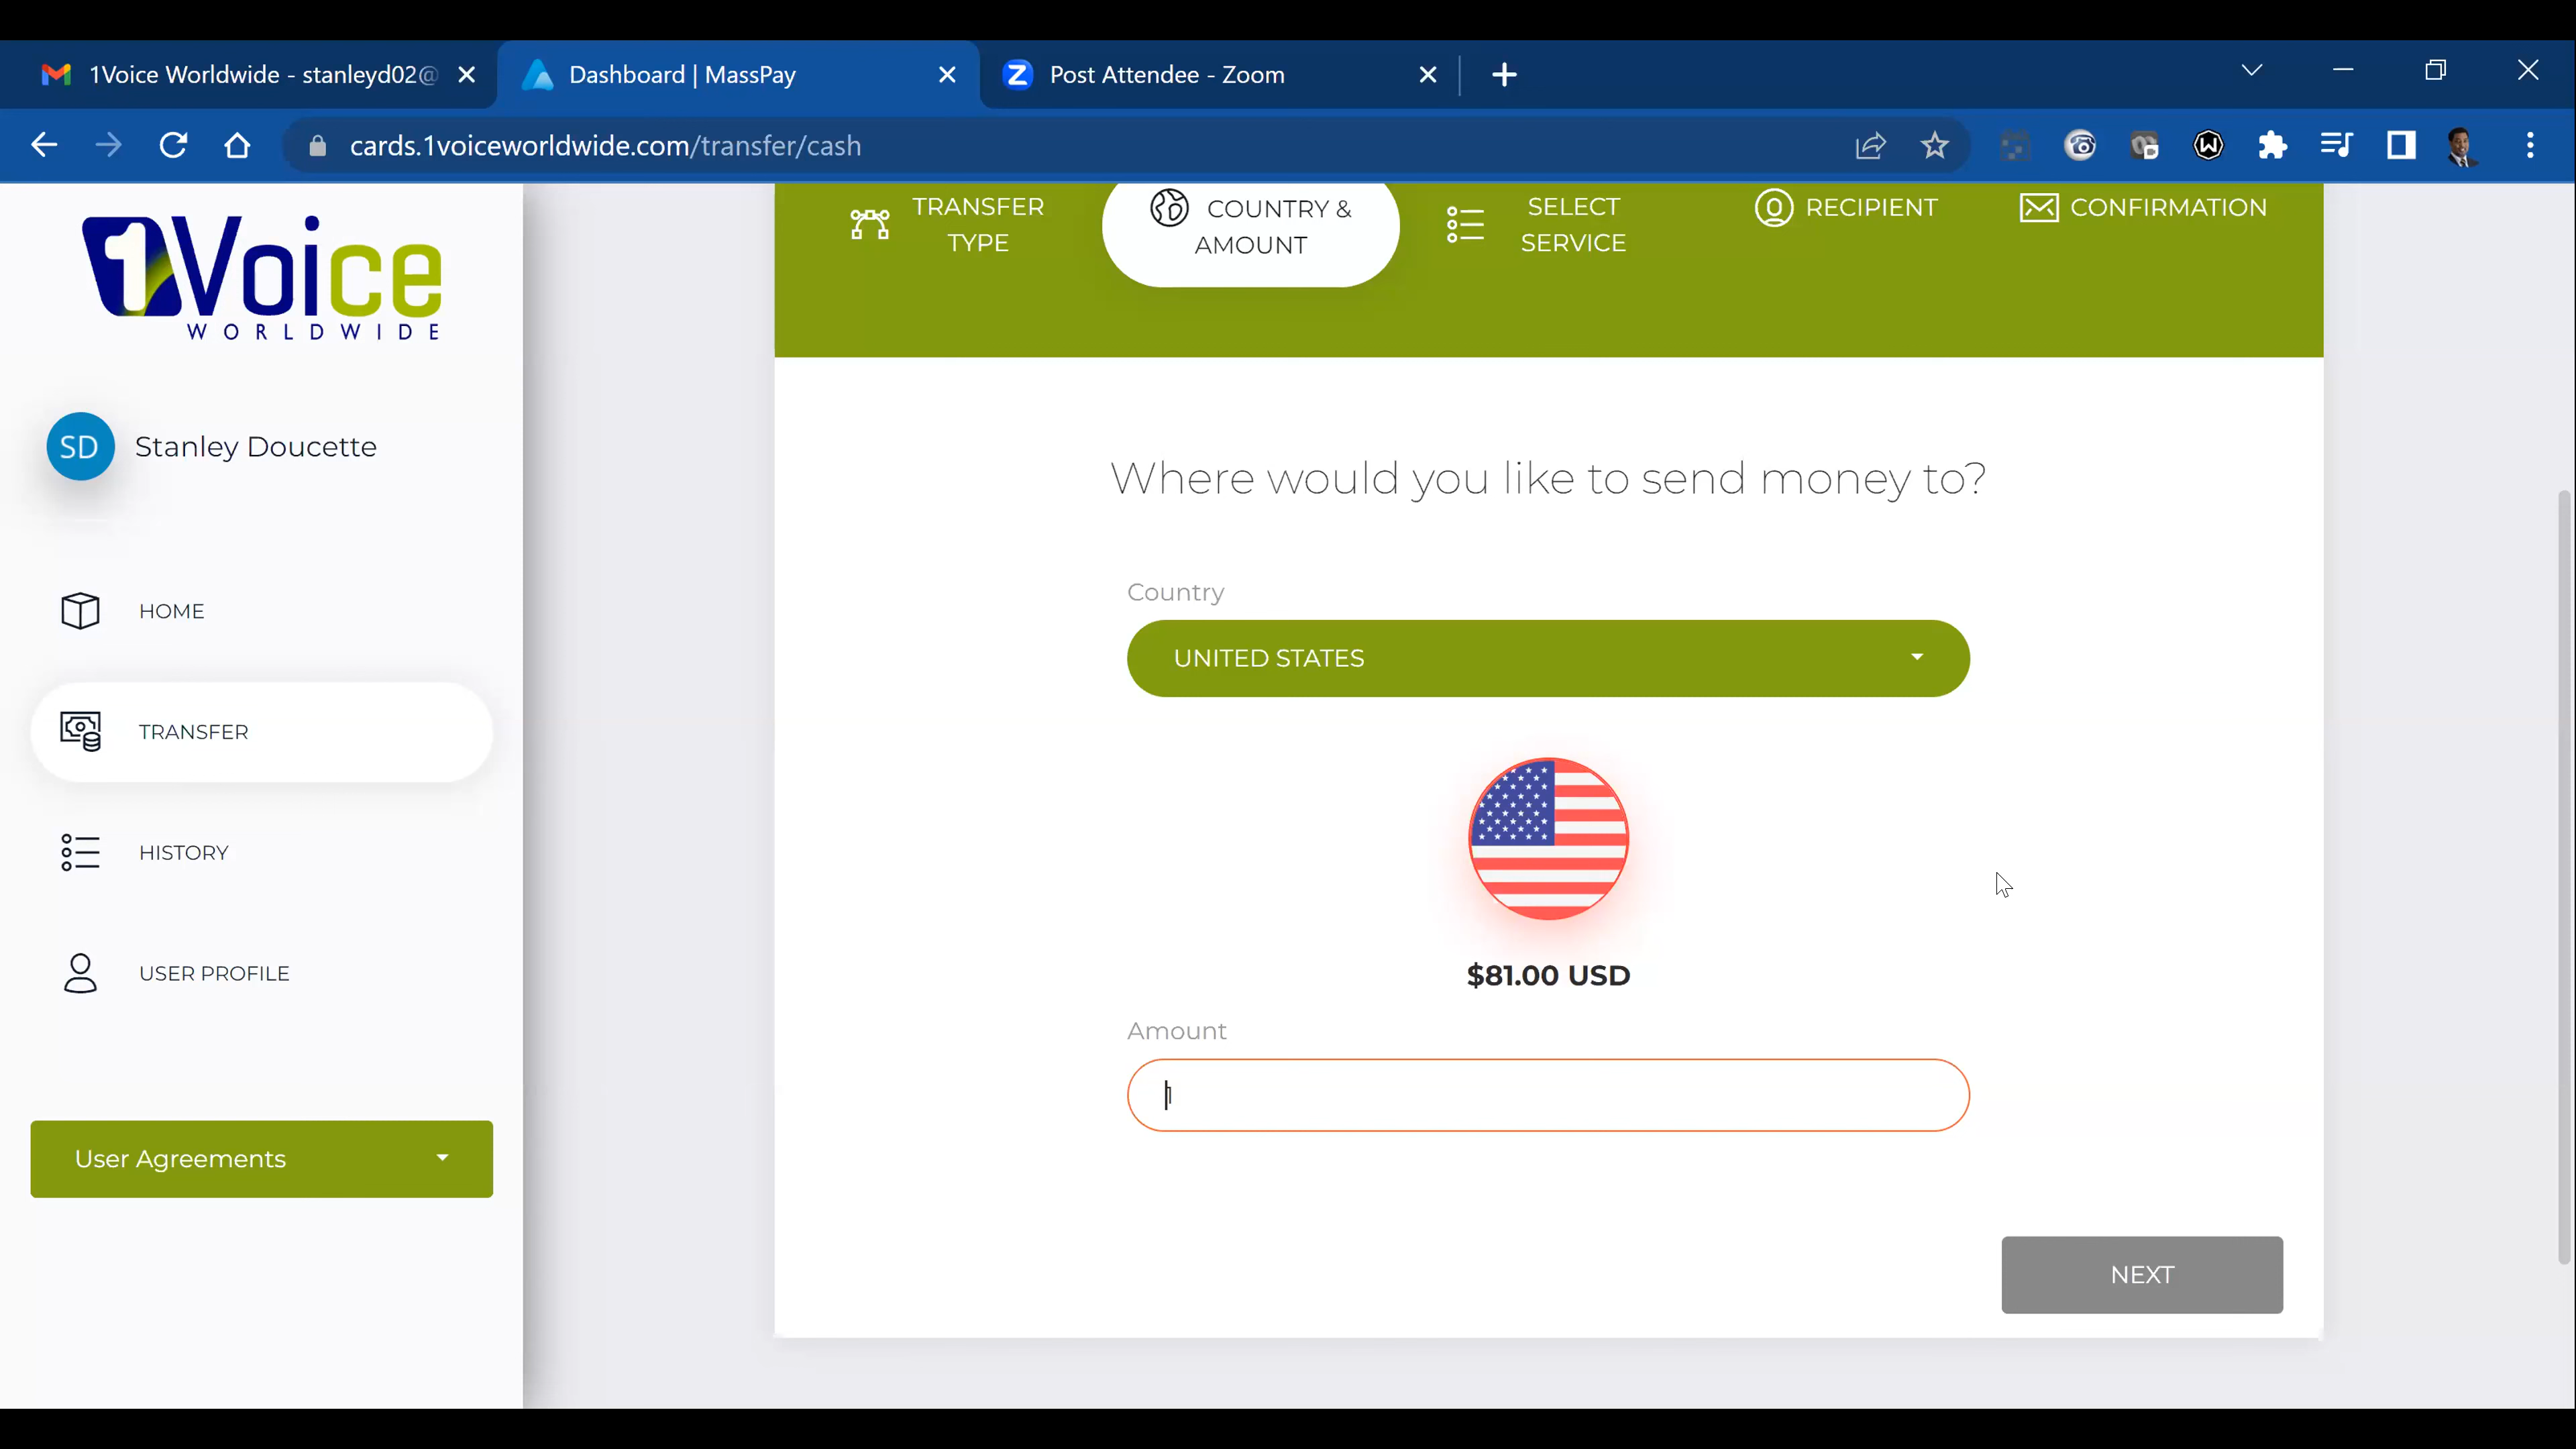 1Voice Worldwide - stanleyd02@
Dashboard | MassPay
Post Attendee - Zoom
cards.1voiceworldwide.com/transfer/cash
1Voice
WORLDWIDE
SD
Stanley Doucette
HOME
TRANSFER
HISTORY
USER PROFILE
User Agreements
TRANSFER
TYPE
COUNTRY &
AMOUNT
SELECT
SERVICE
RECIPIENT
CONFIRMATION
Where would you like to send money to?
Country
UNITED STATES
$81.00 USD
Amount
NEXT